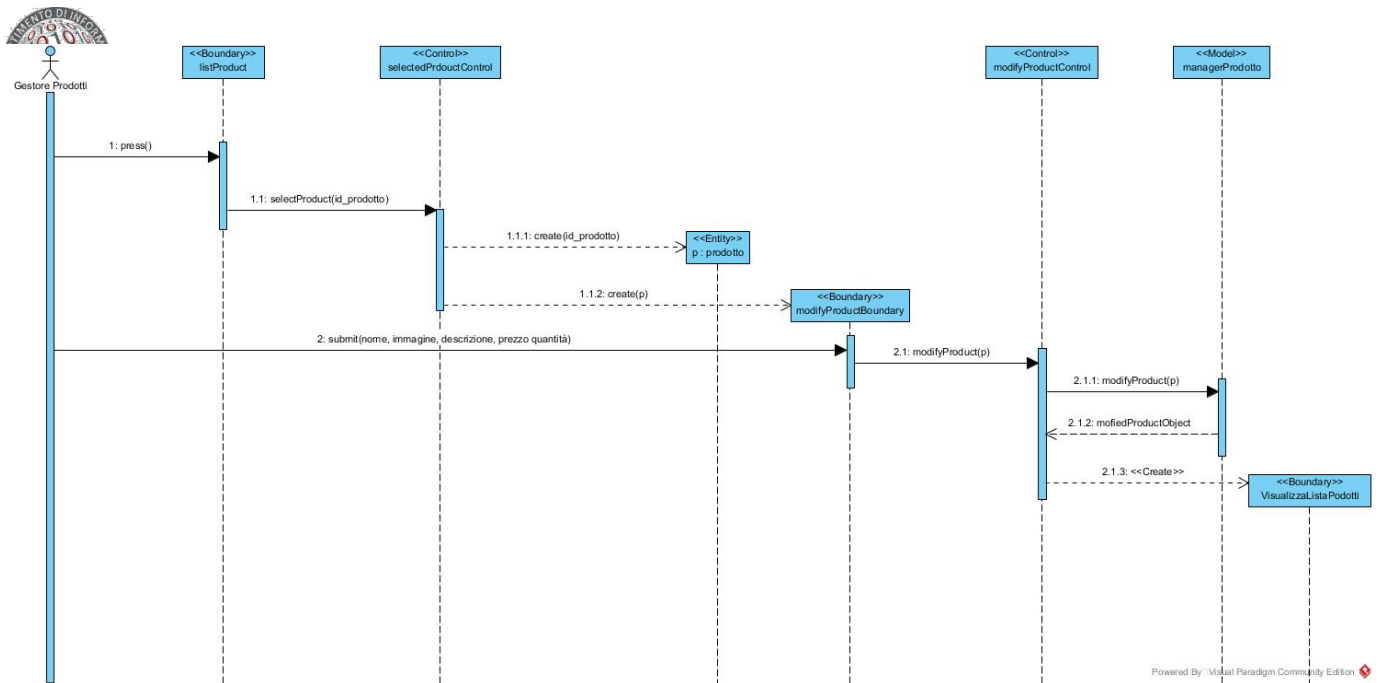 TIMENTO DI INFORM
<<Boundary>>
listProduct
<<Control>>
selectedPrdouctControl
<<Control>>
modifyProductControl
<<Model>>
managerProdotto
Gestore Prodotti
1: press()
1.1: selectProduct(id_prodotto)
1.1.1: create(id_prodotto)
<<Entity>>
p : prodotto
1.1.2: create(p)
<<Boundary>>
modifyProductBoundary
2: submit(nome, immagine, descrizione, prezzo quantità)
2.1: modifyProduct(p)
2.1.1: modifyProduct(p)
2.1.2: mofiedProductObject
2.1.3: <<Create>>
<<Boundary>>
VisualizzaListaPodotti
Powered By Visual Paradigm Community Edition